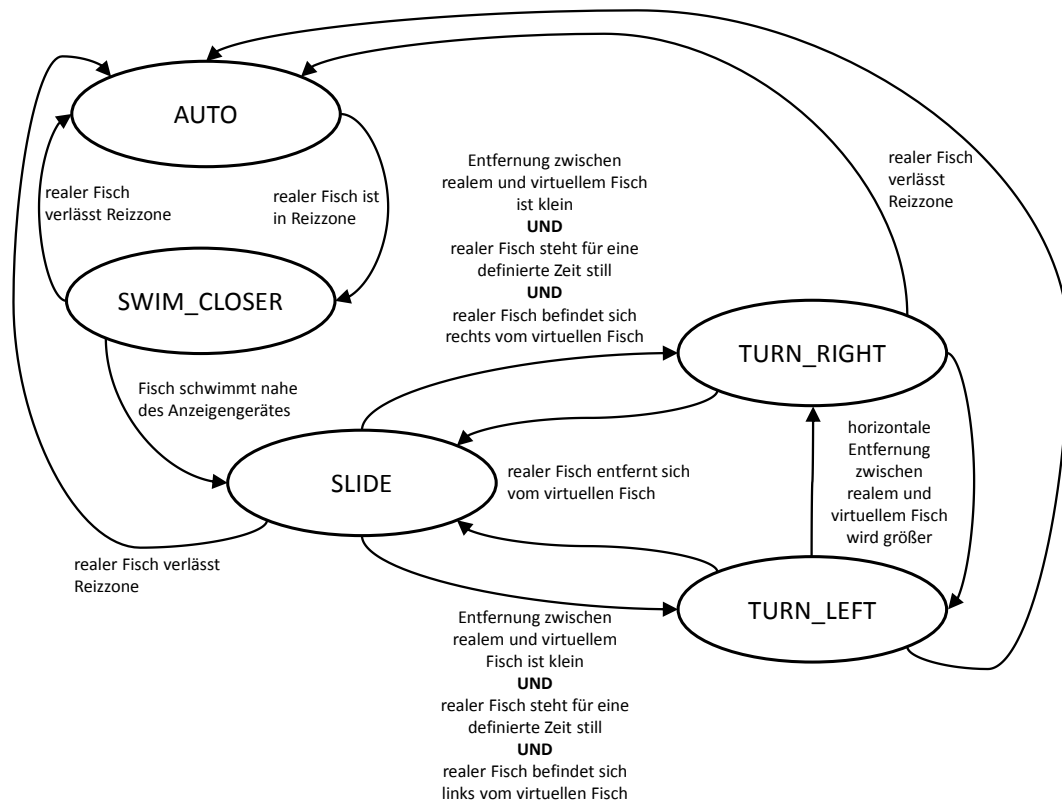 AUTO
realer Fisch
verlässt Reizzone
realer Fisch ist
in Reizzone
Entfernung zwischen
realem und virtuellem Fisch
ist klein
UND
realer Fisch steht für eine
definierte Zeit still
UND
realer Fisch befindet sich
rechts vom virtuellen Fisch
realer Fisch
verlässt
Reizzone
SWIM_CLOSER
TURN_RIGHT
Fisch schwimmt nahe
des Anzeigengerätes
horizontale
Entfernung
zwischen
realem und
virtuellem Fisch
wird größer
SLIDE
realer Fisch entfernt sich
vom virtuellen Fisch
realer Fisch verlässt
Reizzone
TURN_LEFT
Entfernung zwischen
realem und virtuellem
Fisch ist klein
UND
realer Fisch steht für eine
definierte Zeit still
UND
realer Fisch befindet sich
links vom virtuellen Fisch